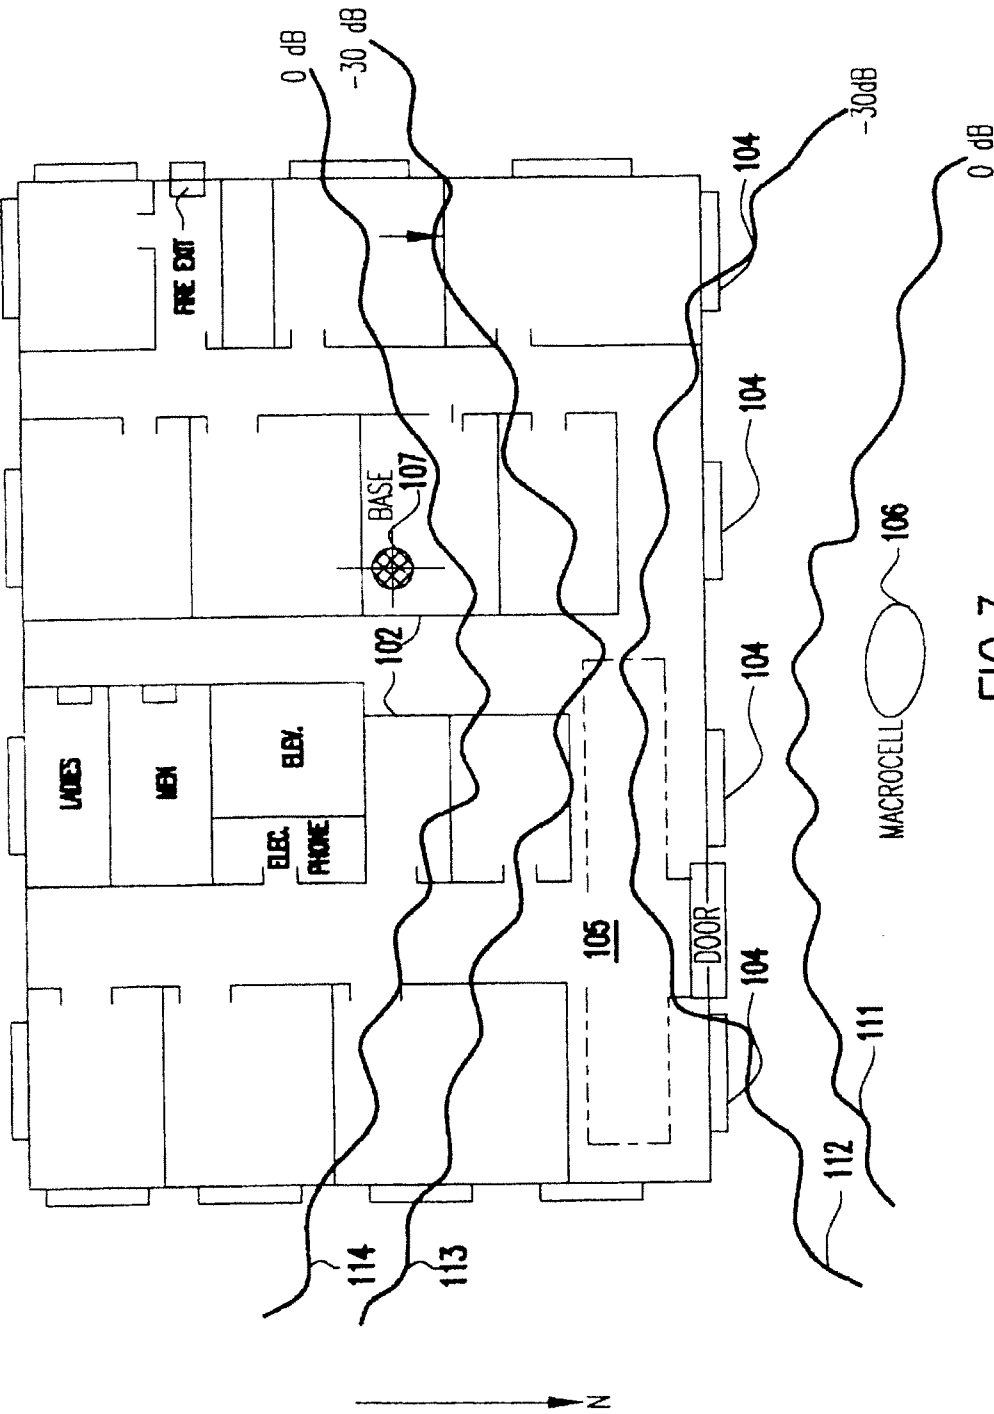 LADIES
MEN
FIRE EXIT
ELEC.
PHONE
ELEV.
0 dB
-30 dB
114
113
102
BASE
107
105
N
DOOR
104
104
104
104
112
111
-30dB
MACROCELL
106
0 dB
FIG.